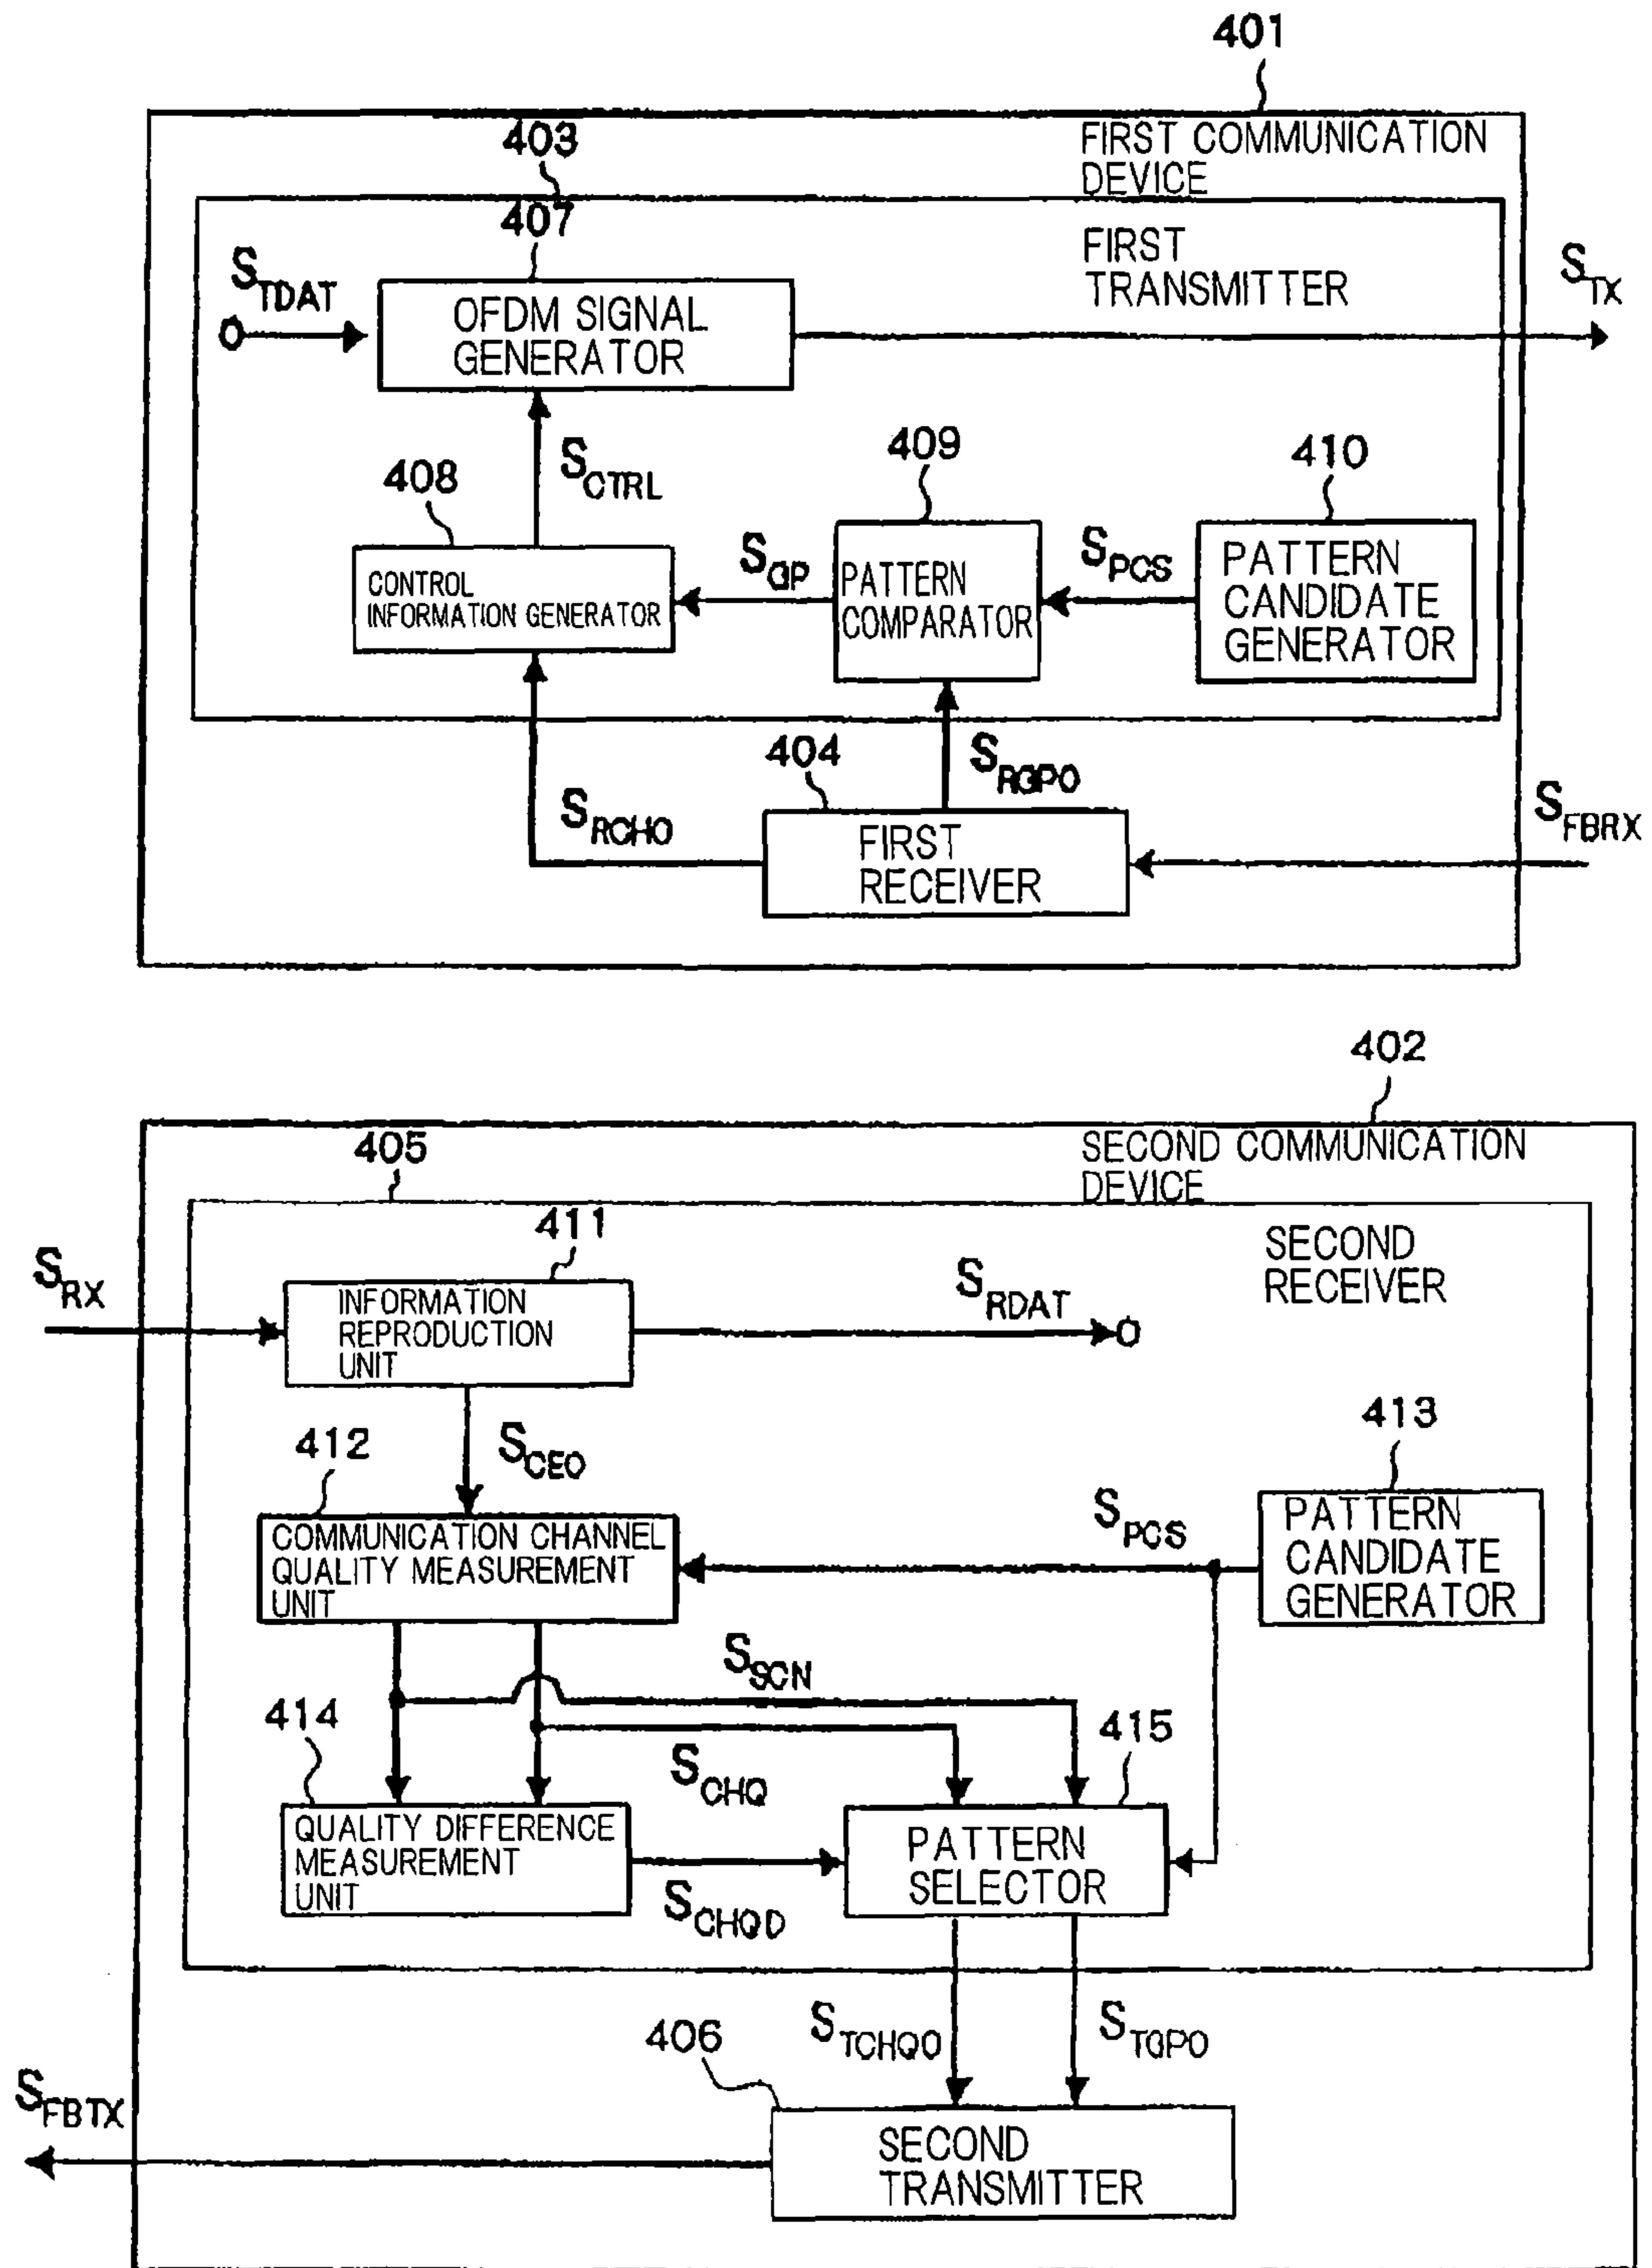 401
FIRST COMMUNICATION
DEVICE
403
407
FIRST
TRANSMITTER
S_TDAT
OFDM SIGNAL
GENERATOR
S_TX
S_CTRL
408
409
410
CONTROL
INFORMATION GENERATOR
S_GP
PATTERN
COMPARATOR
S_PCS
PATTERN
CANDIDATE
GENERATOR
404
S_RGPO
S_RCHO
FIRST
RECEIVER
S_FBRX
402
SECOND COMMUNICATION
DEVICE
405
411
SECOND
RECEIVER
S_RX
INFORMATION
REPRODUCTION
UNIT
S_RDAT
412
S_CEO
413
COMMUNICATION CHANNEL
QUALITY MEASUREMENT
UNIT
S_PCS
PATTERN
CANDIDATE
GENERATOR
S_SCN
414
415
S_CHQ
QUALITY DIFFERENCE
MEASUREMENT
UNIT
PATTERN
SELECTOR
S_CHQD
406
S_TCHQO
S_TGPO
S_FBTX
SECOND
TRANSMITTER